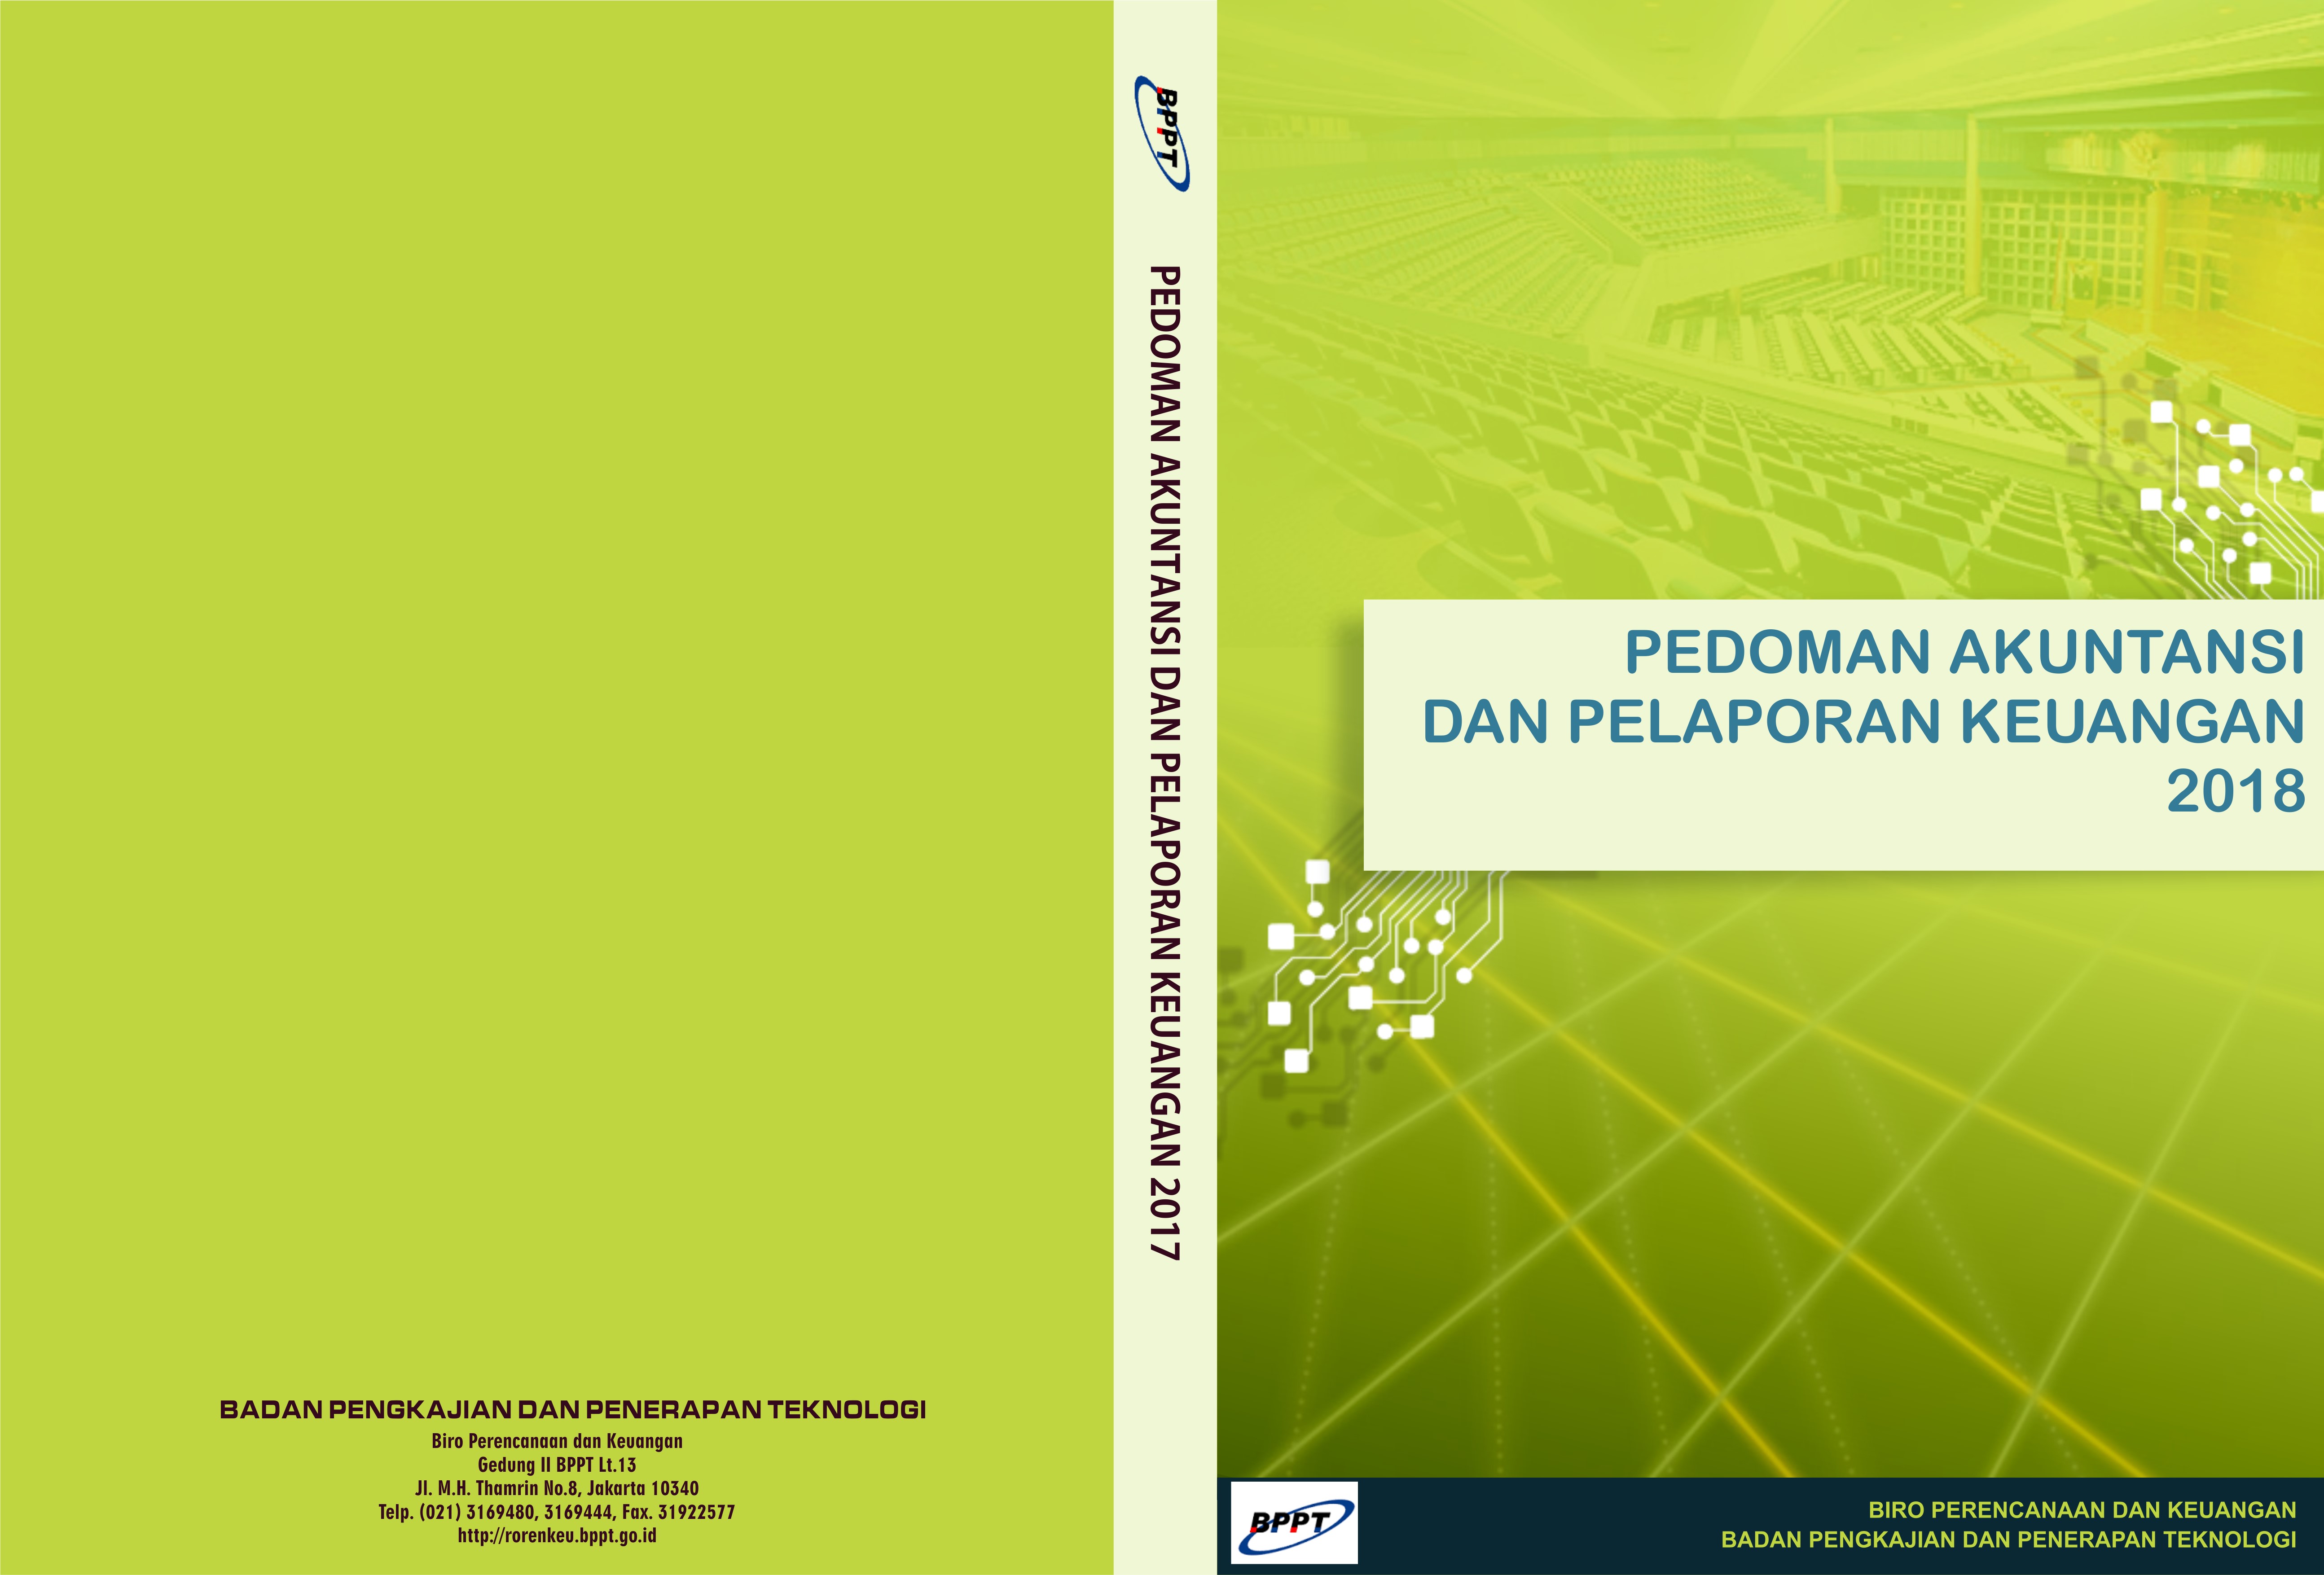 BADAN PENGKAJIAN DAN PENERAPAN TEKNOLOGI
Biro Perencanaan dan Keuangan
Gedung II BPPT Lt.13
Jl. M.H. Thamrin No.8, Jakarta 10340
Telp. (021) 3169480, 3169444, Fax. 31922577
http://rorenkeu.bppt.go.id
BPPT
PEDOMAN AKUNTANSI DAN PELAPORAN KEUANGAN 2017
PEDOMAN AKUNTANSI
DAN PELAPORAN KEUANGAN
2018
BPPT
BIRO PERENCANAAN DAN KEUANGAN
BADAN PENGKAJIAN DAN PENERAPAN TEKNOLOGI